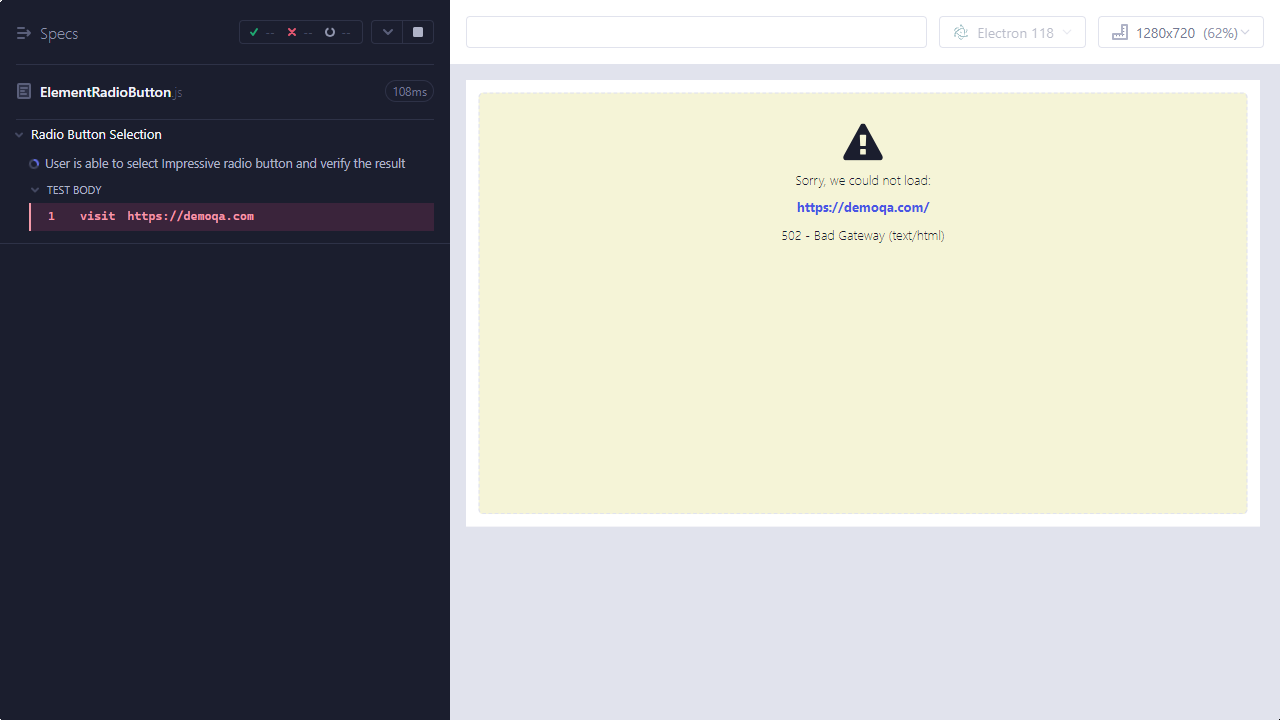 Specs
-- -- --
Electron 118
1280x720 (62%)
ElementRadioButton.js
108ms
Radio Button Selection
User is able to select Impressive radio button and verify the result
TEST BODY
1 visit https://demoqa.com
Sorry, we could not load:
https://demoqa.com/
502 - Bad Gateway (text/html)